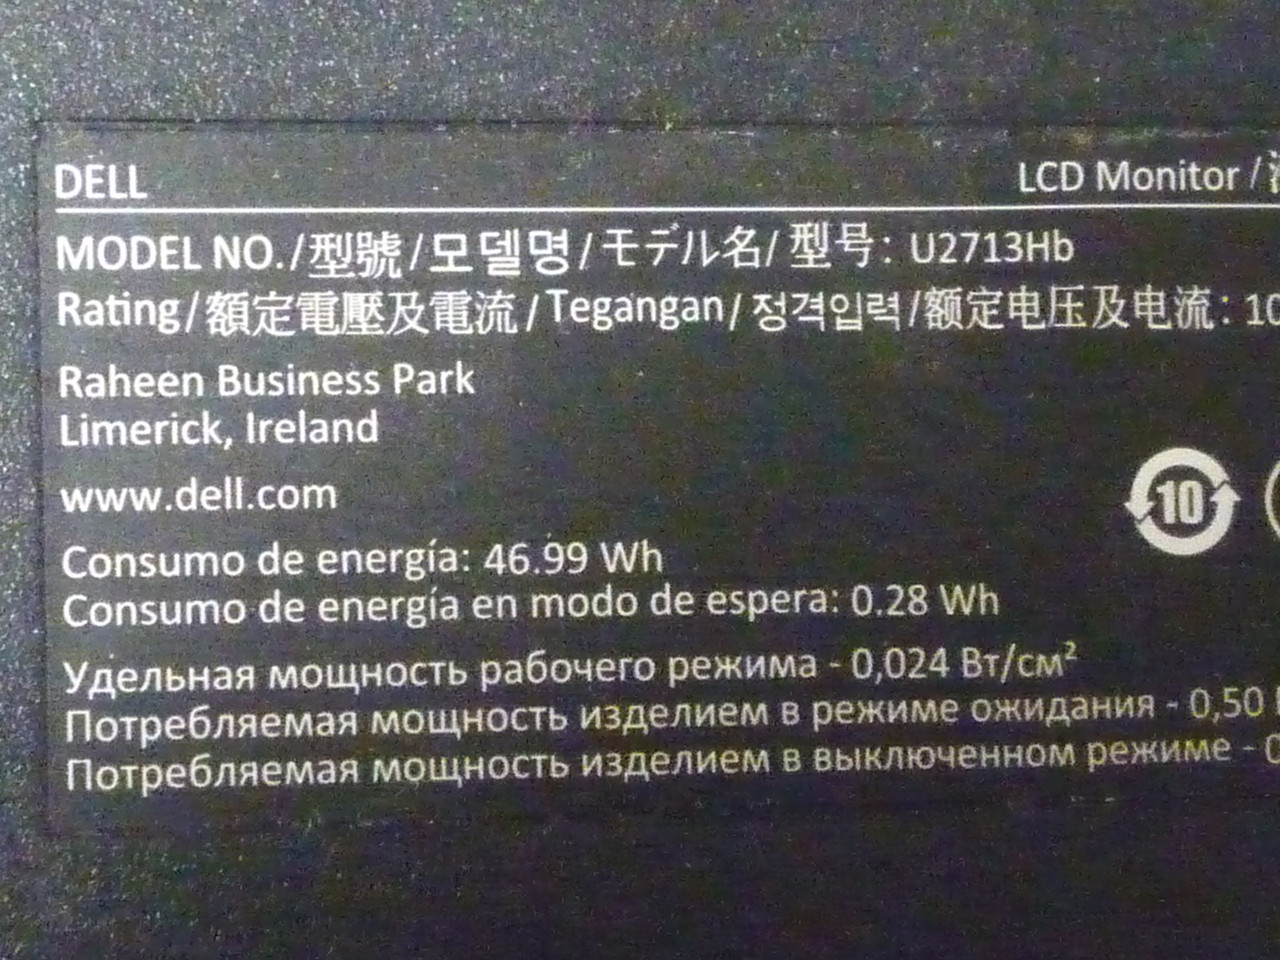 DELL LCD Monitor /
MODEL NO./型號/모델명/モデル名/型号: U2713Hb
Rating/額定電壓及電流/Tegangan/정격입력/额定电压及电流: 10
Raheen Business Park
Limerick, Ireland
www.dell.com
10
Consumo de energía: 46.99 Wh
Consumo de energía en modo de espera: 0.28 Wh
Удельная мощность рабочего режима - 0,024 Вт/см²
Потребляемая мощность изделием в режиме ожидания - 0,50
Потребляемая мощность изделием в выключенном режиме - 0